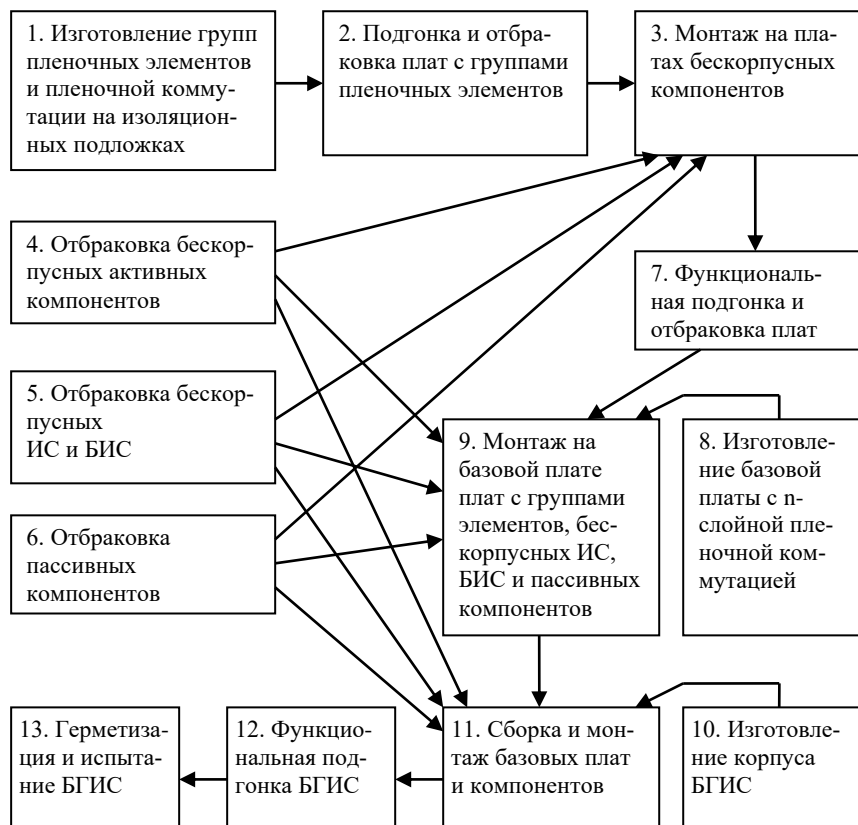 1. Изготовление групп
пленочных элементов
и пленочной комму-
тации на изоляцион-
ных подложках
2. Подгонка и отб-
раковка плат с группами
пленочных элементов
3. Монтаж на пла-
тах бескорпусных
компонентов
4. Отбраковка бескор-
пусных активных
компонентов
7. Функциональ-
ная подгонка и
отбраковка плат
5. Отбраковка бескор-
пусных
ИС и БИС
9. Монтаж на
базовой плате
плат с группами
элементов, бес-
корпусных ИС,
БИС и пассивных
компонентов
8. Изготовле-
ние базовой
платы с n-
слойной пле-
ночной ком-
мутацией
6. Отбраковка
пассивных
компонентов
13. Герметиза-
ция и испыта-
ние БГИС
12. Функцио-
нальная под-
гонка БГИС
11. Сборка и мон-
таж базовых плат
и компонентов
10. Изготовле-
ние корпуса
БГИС